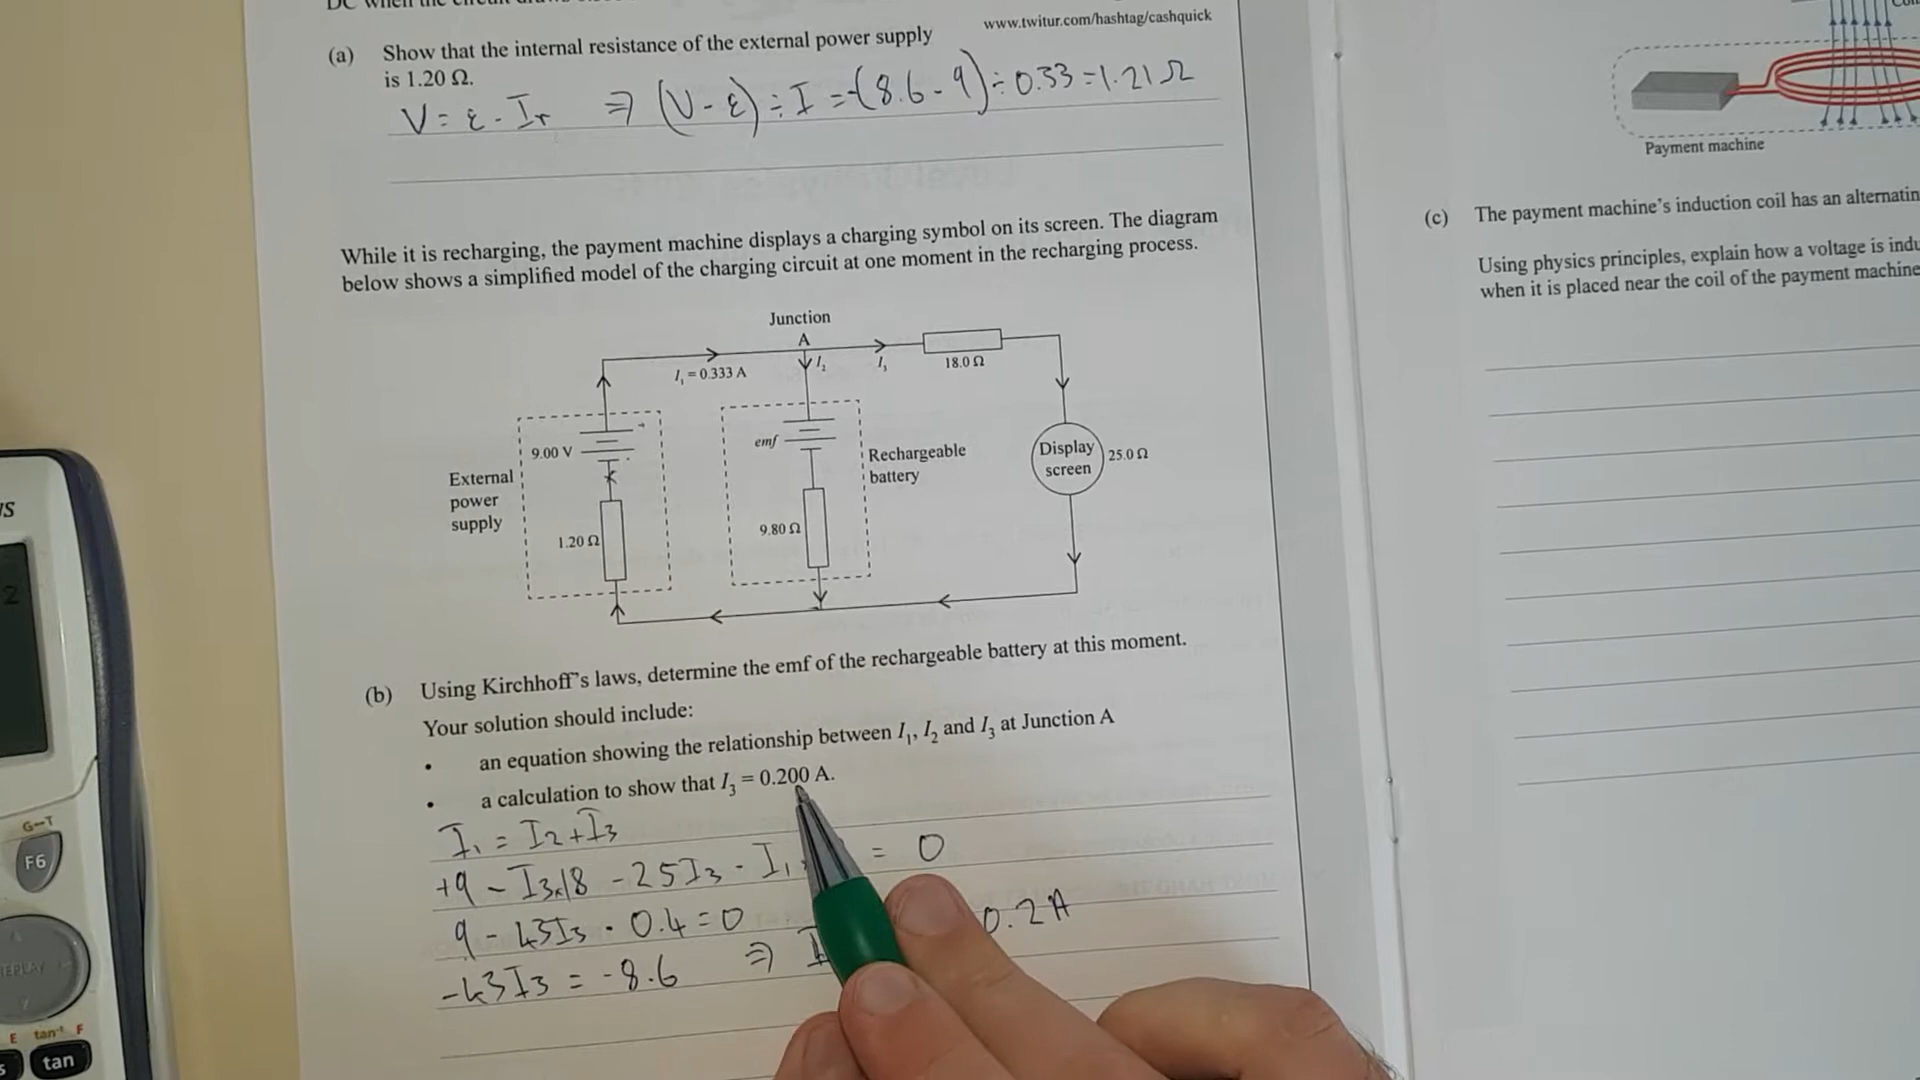 www.twitur.com/hashtag/cashquick
(a) Show that the internal resistance of the external power supply
is 1.20 Ω.
V = ε - Ir ⇒ (V - ε) ÷ I = -(8.6 - 9) ÷ 0.33 = 1.21 Ω
While it is recharging, the payment machine displays a charging symbol on its screen. The diagram
below shows a simplified model of the charging circuit at one moment in the recharging process.
Junction
A
I₁ = 0.333 A
I₂
I₃
18.0 Ω
9.00 V
emf
External
power
supply
Rechargeable
battery
Display
screen
25.0 Ω
1.20 Ω
9.80 Ω
(b) Using Kirchhoff's laws, determine the emf of the rechargeable battery at this moment.
Your solution should include:
• an equation showing the relationship between I₁, I₂ and I₃ at Junction A
• a calculation to show that I₃ = 0.200 A.
I₁ = I₂ + I₃
+9 - I₃x18 - 25I₃ - I₁ = 0
9 - 43I₃ - 0.4 = 0
-43I₃ = -8.6 ⇒ 0.2 A
Payment machine
(c) The payment machine's induction coil has an
Using physics principles, explain how a voltage is
when it is placed near the coil of the payment machine
G↔T
F6
REPLAY
E tan⁻¹ F
tan